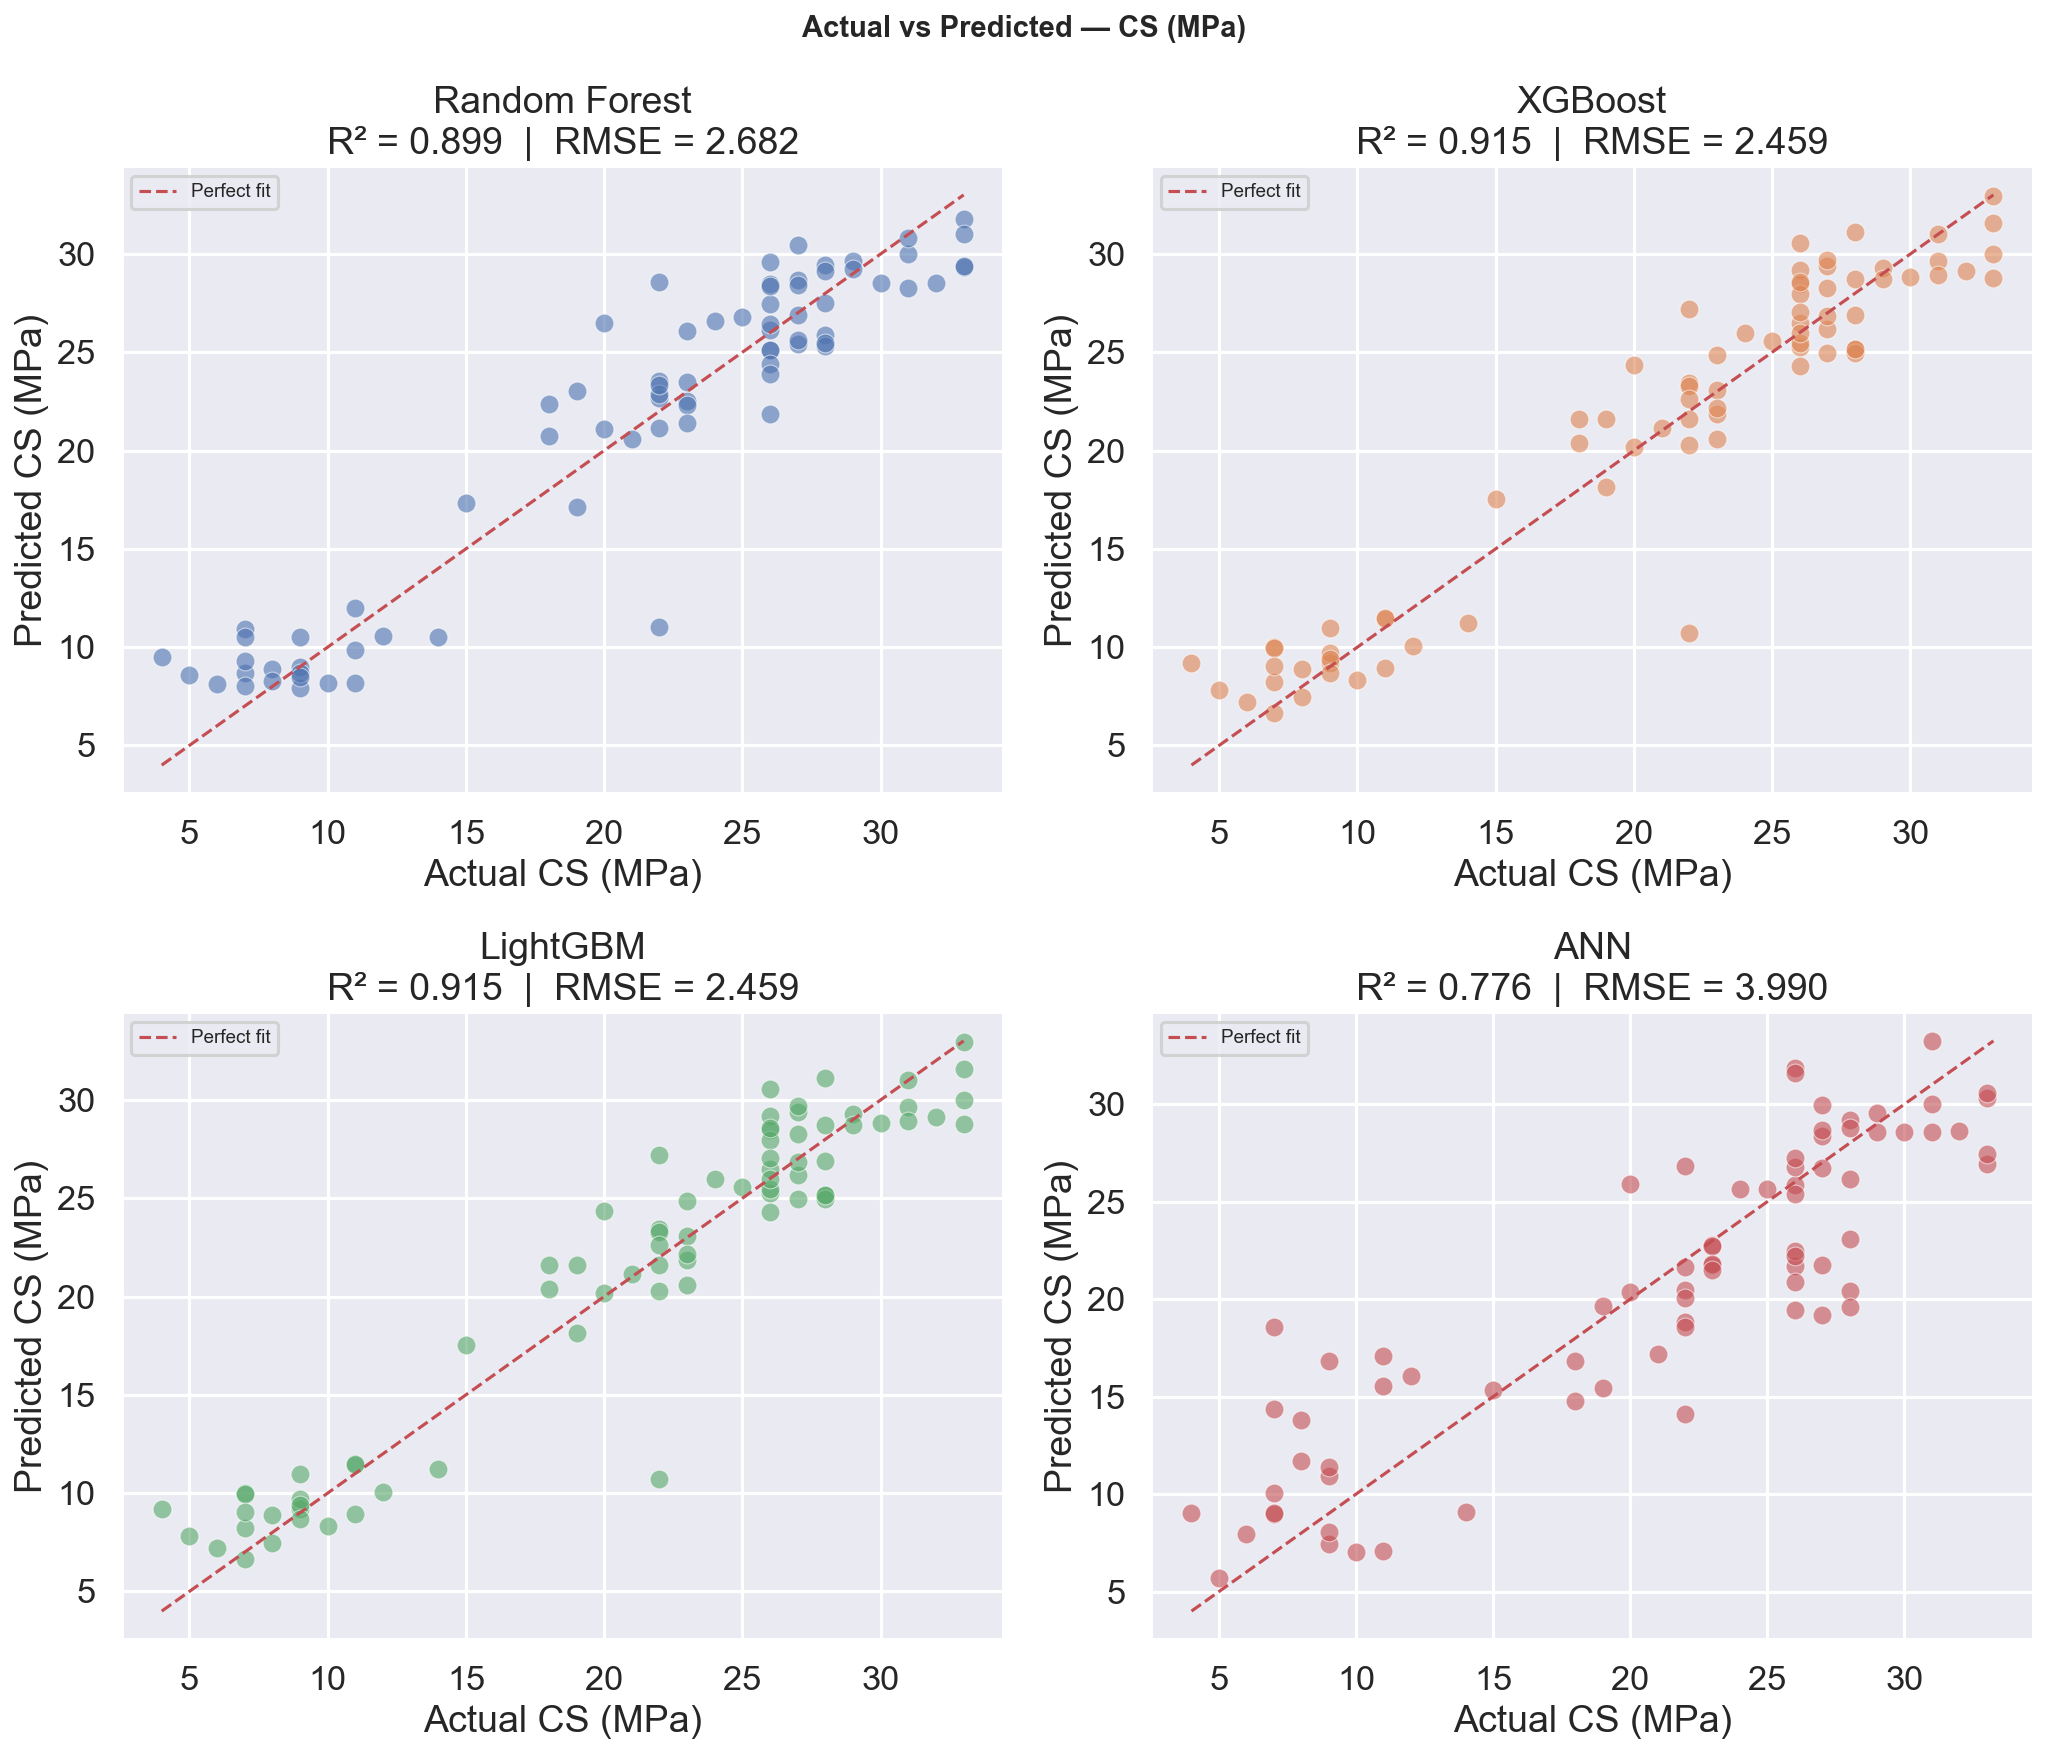 Actual vs Predicted — CS (MPa)
Random Forest
R² = 0.899 | RMSE = 2.682
Perfect fit
30
25
20
15
10
5
Predicted CS (MPa)
5 10 15 20 25 30
Actual CS (MPa)
XGBoost
R² = 0.915 | RMSE = 2.459
Perfect fit
30
25
20
15
10
5
Predicted CS (MPa)
5 10 15 20 25 30
Actual CS (MPa)
LightGBM
R² = 0.915 | RMSE = 2.459
Perfect fit
30
25
20
15
10
5
Predicted CS (MPa)
5 10 15 20 25 30
Actual CS (MPa)
ANN
R² = 0.776 | RMSE = 3.990
Perfect fit
30
25
20
15
10
5
Predicted CS (MPa)
5 10 15 20 25 30
Actual CS (MPa)